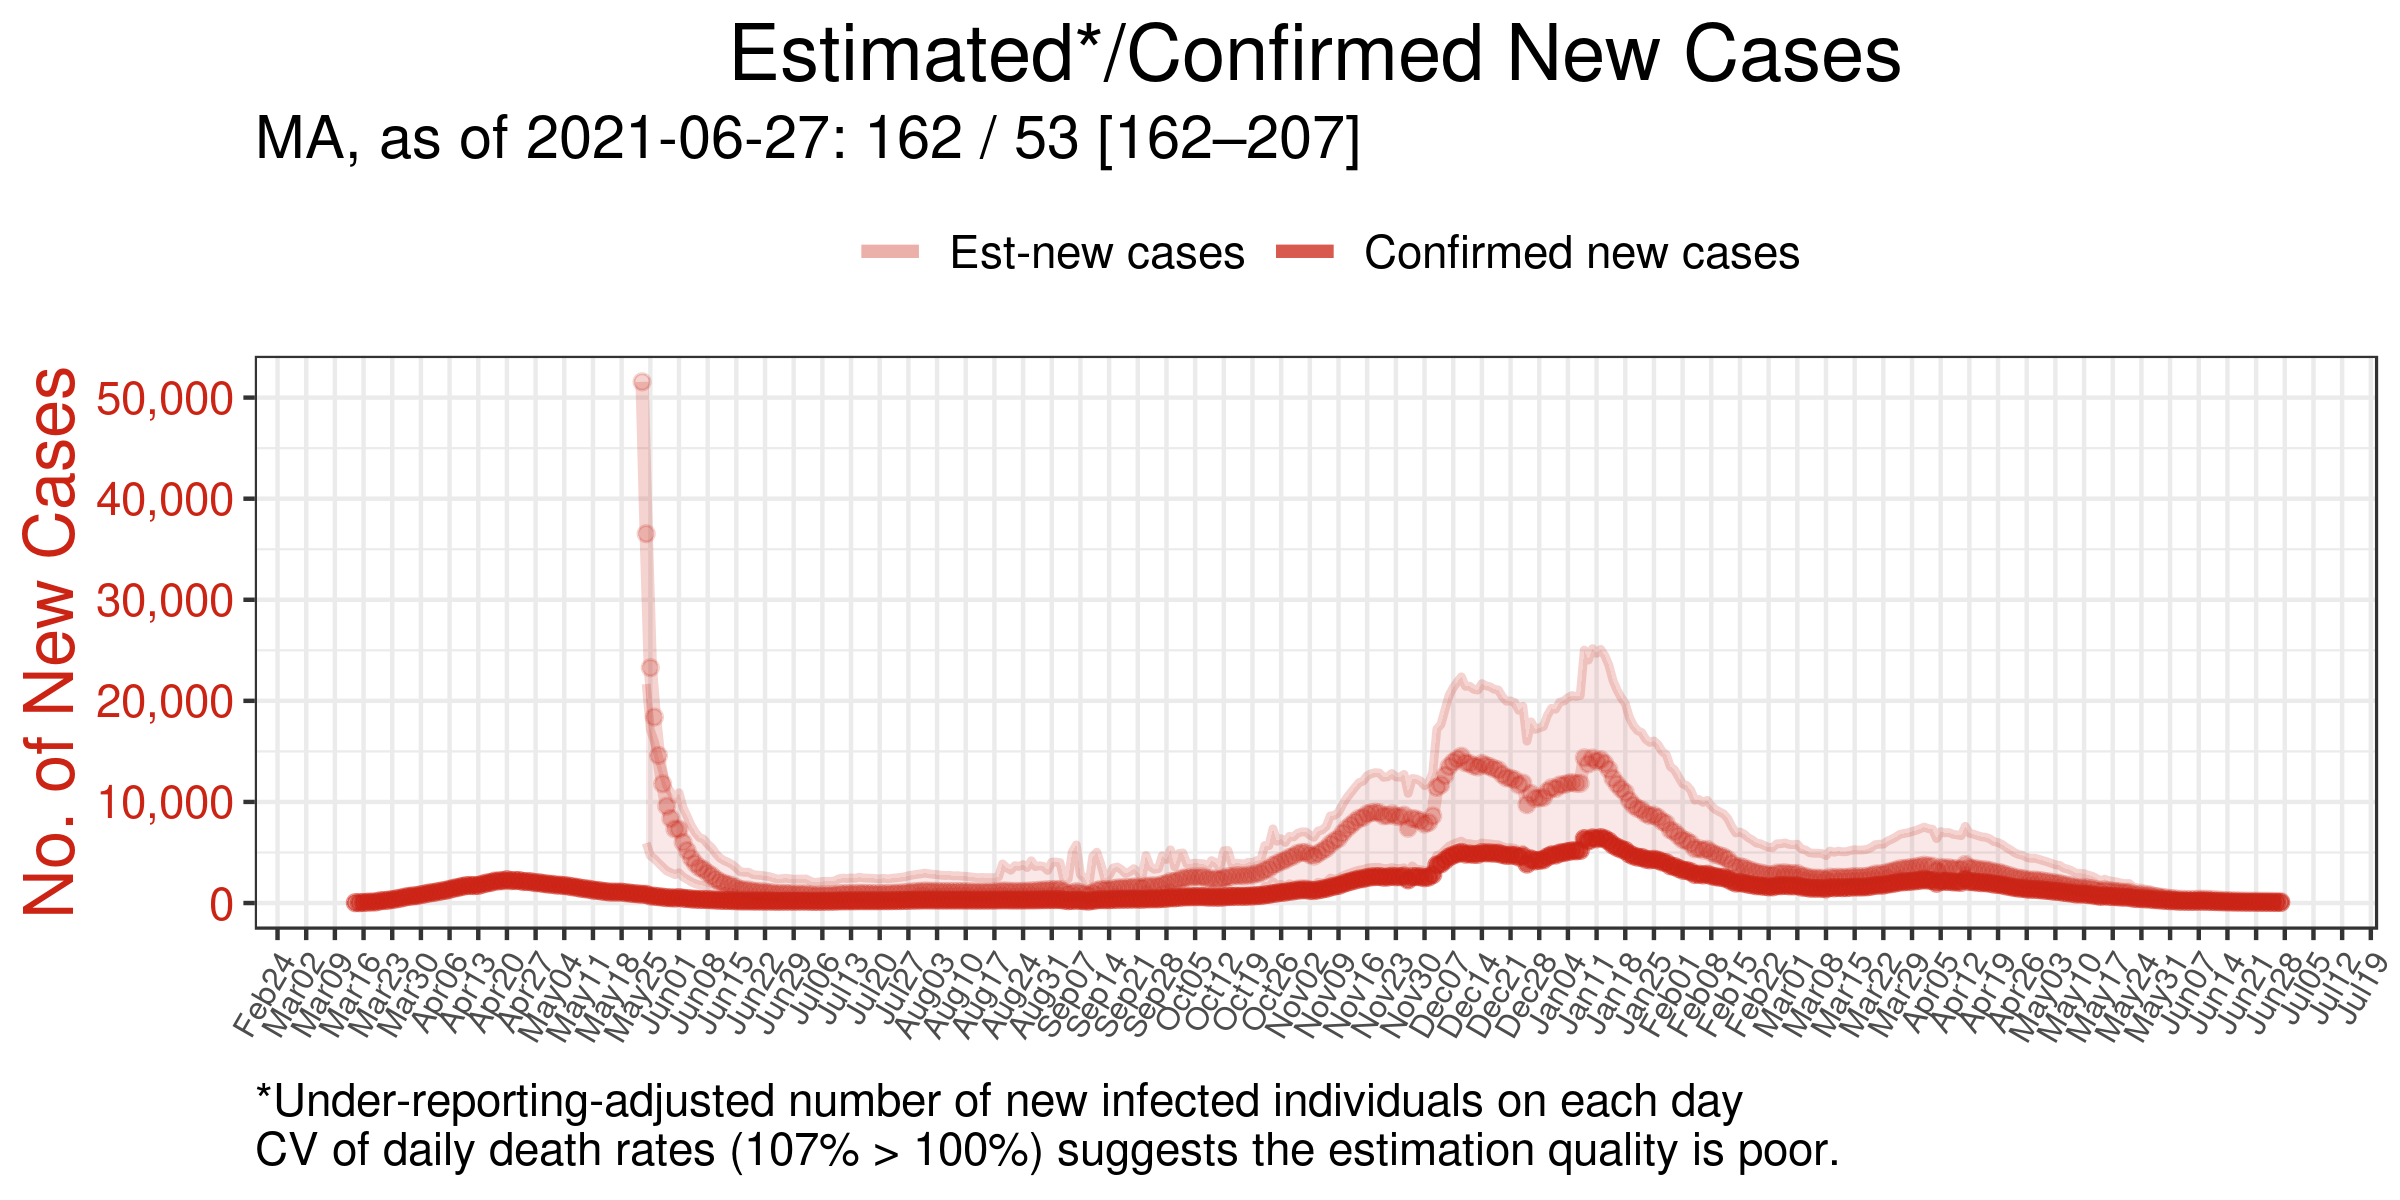 Estimated*/Confirmed New Cases
MA, as of 2021-06-27: 162 / 53 [162–207]
Est-new cases
Confirmed new cases
No. of New Cases
50,000
40,000
30,000
20,000
10,000
0
Feb24
Mar02
Mar09
Mar16
Mar23
Mar30
Apr06
Apr13
Apr20
Apr27
May04
May11
May18
May25
Jun01
Jun08
Jun15
Jun22
Jun29
Jul06
Jul13
Jul20
Jul27
Aug03
Aug10
Aug17
Aug24
Aug31
Sep07
Sep14
Sep21
Sep28
Oct05
Oct12
Oct19
Oct26
Nov02
Nov09
Nov16
Nov23
Nov30
Dec07
Dec14
Dec21
Dec28
Jan04
Jan11
Jan18
Jan25
Feb01
Feb08
Feb15
Feb22
Mar01
Mar08
Mar15
Mar22
Mar29
Apr05
Apr12
Apr19
Apr26
May03
May10
May17
May24
May31
Jun07
Jun14
Jun21
Jun28
Jul05
Jul12
Jul19
*Under-reporting-adjusted number of new infected individuals on each day
CV of daily death rates (107% > 100%) suggests the estimation quality is poor.